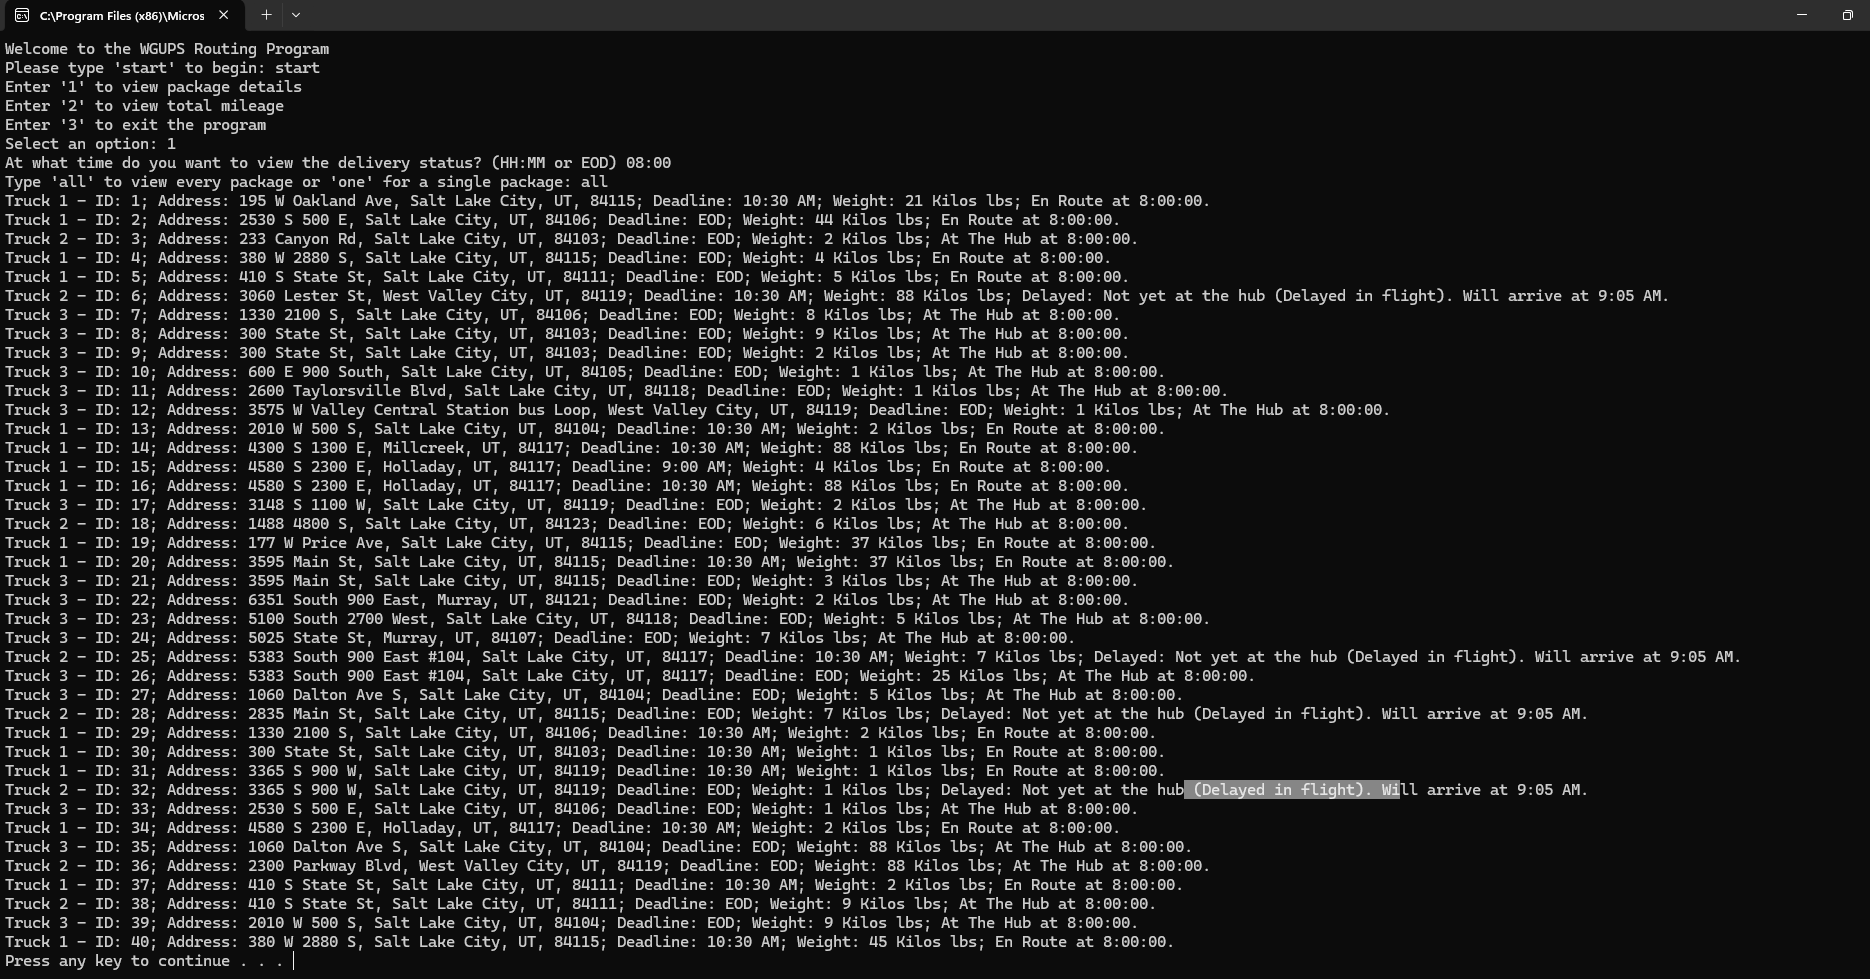 C:\Program Files (x86)\Micros
Welcome to the WGUPS Routing Program
Please type 'start' to begin: start
Enter '1' to view package details
Enter '2' to view total mileage
Enter '3' to exit the program
Select an option: 1
At what time do you want to view the delivery status? (HH:MM or EOD) 08:00
Type 'all' to view every package or 'one' for a single package: all
Truck 1 - ID: 1; Address: 195 W Oakland Ave, Salt Lake City, UT, 84115; Deadline: 10:30 AM; Weight: 21 Kilos lbs; En Route at 8:00:00.
Truck 1 - ID: 2; Address: 2530 S 500 E, Salt Lake City, UT, 84106; Deadline: EOD; Weight: 44 Kilos lbs; En Route at 8:00:00.
Truck 2 - ID: 3; Address: 233 Canyon Rd, Salt Lake City, UT, 84103; Deadline: EOD; Weight: 2 Kilos lbs; At The Hub at 8:00:00.
Truck 1 - ID: 4; Address: 380 W 2880 S, Salt Lake City, UT, 84115; Deadline: EOD; Weight: 4 Kilos lbs; En Route at 8:00:00.
Truck 1 - ID: 5; Address: 410 S State St, Salt Lake City, UT, 84111; Deadline: EOD; Weight: 5 Kilos lbs; En Route at 8:00:00.
Truck 2 - ID: 6; Address: 3060 Lester St, West Valley City, UT, 84119; Deadline: 10:30 AM; Weight: 88 Kilos lbs; Delayed: Not yet at the hub (Delayed in flight). Will arrive at 9:05 AM.
Truck 3 - ID: 7; Address: 1330 2100 S, Salt Lake City, UT, 84106; Deadline: EOD; Weight: 8 Kilos lbs; At The Hub at 8:00:00.
Truck 3 - ID: 8; Address: 300 State St, Salt Lake City, UT, 84103; Deadline: EOD; Weight: 9 Kilos lbs; At The Hub at 8:00:00.
Truck 3 - ID: 9; Address: 300 State St, Salt Lake City, UT, 84103; Deadline: EOD; Weight: 2 Kilos lbs; At The Hub at 8:00:00.
Truck 3 - ID: 10; Address: 600 E 900 South, Salt Lake City, UT, 84105; Deadline: EOD; Weight: 1 Kilos lbs; At The Hub at 8:00:00.
Truck 3 - ID: 11; Address: 2600 Taylorsville Blvd, Salt Lake City, UT, 84118; Deadline: EOD; Weight: 1 Kilos lbs; At The Hub at 8:00:00.
Truck 3 - ID: 12; Address: 3575 W Valley Central Station bus Loop, West Valley City, UT, 84119; Deadline: EOD; Weight: 1 Kilos lbs; At The Hub at 8:00:00.
Truck 1 - ID: 13; Address: 2010 W 500 S, Salt Lake City, UT, 84104; Deadline: 10:30 AM; Weight: 2 Kilos lbs; En Route at 8:00:00.
Truck 1 - ID: 14; Address: 4300 S 1300 E, Millcreek, UT, 84117; Deadline: 10:30 AM; Weight: 88 Kilos lbs; En Route at 8:00:00.
Truck 1 - ID: 15; Address: 4580 S 2300 E, Holladay, UT, 84117; Deadline: 9:00 AM; Weight: 4 Kilos lbs; En Route at 8:00:00.
Truck 1 - ID: 16; Address: 4580 S 2300 E, Holladay, UT, 84117; Deadline: 10:30 AM; Weight: 88 Kilos lbs; En Route at 8:00:00.
Truck 3 - ID: 17; Address: 3148 S 1100 W, Salt Lake City, UT, 84119; Deadline: EOD; Weight: 2 Kilos lbs; At The Hub at 8:00:00.
Truck 2 - ID: 18; Address: 1488 4800 S, Salt Lake City, UT, 84123; Deadline: EOD; Weight: 6 Kilos lbs; At The Hub at 8:00:00.
Truck 1 - ID: 19; Address: 177 W Price Ave, Salt Lake City, UT, 84115; Deadline: EOD; Weight: 37 Kilos lbs; En Route at 8:00:00.
Truck 1 - ID: 20; Address: 3595 Main St, Salt Lake City, UT, 84115; Deadline: 10:30 AM; Weight: 37 Kilos lbs; En Route at 8:00:00.
Truck 3 - ID: 21; Address: 3595 Main St, Salt Lake City, UT, 84115; Deadline: EOD; Weight: 3 Kilos lbs; At The Hub at 8:00:00.
Truck 3 - ID: 22; Address: 6351 South 900 East, Murray, UT, 84121; Deadline: EOD; Weight: 2 Kilos lbs; At The Hub at 8:00:00.
Truck 3 - ID: 23; Address: 5100 South 2700 West, Salt Lake City, UT, 84118; Deadline: EOD; Weight: 5 Kilos lbs; At The Hub at 8:00:00.
Truck 3 - ID: 24; Address: 5025 State St, Murray, UT, 84107; Deadline: EOD; Weight: 7 Kilos lbs; At The Hub at 8:00:00.
Truck 2 - ID: 25; Address: 5383 South 900 East #104, Salt Lake City, UT, 84117; Deadline: 10:30 AM; Weight: 7 Kilos lbs; Delayed: Not yet at the hub (Delayed in flight). Will arrive at 9:05 AM.
Truck 3 - ID: 26; Address: 5383 South 900 East #104, Salt Lake City, UT, 84117; Deadline: EOD; Weight: 25 Kilos lbs; At The Hub at 8:00:00.
Truck 3 - ID: 27; Address: 1060 Dalton Ave S, Salt Lake City, UT, 84104; Deadline: EOD; Weight: 5 Kilos lbs; At The Hub at 8:00:00.
Truck 2 - ID: 28; Address: 2835 Main St, Salt Lake City, UT, 84115; Deadline: EOD; Weight: 7 Kilos lbs; Delayed: Not yet at the hub (Delayed in flight). Will arrive at 9:05 AM.
Truck 1 - ID: 29; Address: 1330 2100 S, Salt Lake City, UT, 84106; Deadline: 10:30 AM; Weight: 2 Kilos lbs; En Route at 8:00:00.
Truck 1 - ID: 30; Address: 300 State St, Salt Lake City, UT, 84103; Deadline: 10:30 AM; Weight: 1 Kilos lbs; En Route at 8:00:00.
Truck 1 - ID: 31; Address: 3365 S 900 W, Salt Lake City, UT, 84119; Deadline: 10:30 AM; Weight: 1 Kilos lbs; En Route at 8:00:00.
Truck 2 - ID: 32; Address: 3365 S 900 W, Salt Lake City, UT, 84119; Deadline: EOD; Weight: 1 Kilos lbs; Delayed: Not yet at the hub (Delayed in flight). Will arrive at 9:05 AM.
Truck 3 - ID: 33; Address: 2530 S 500 E, Salt Lake City, UT, 84106; Deadline: EOD; Weight: 1 Kilos lbs; At The Hub at 8:00:00.
Truck 1 - ID: 34; Address: 4580 S 2300 E, Holladay, UT, 84117; Deadline: 10:30 AM; Weight: 2 Kilos lbs; En Route at 8:00:00.
Truck 3 - ID: 35; Address: 1060 Dalton Ave S, Salt Lake City, UT, 84104; Deadline: EOD; Weight: 88 Kilos lbs; At The Hub at 8:00:00.
Truck 2 - ID: 36; Address: 2300 Parkway Blvd, West Valley City, UT, 84119; Deadline: EOD; Weight: 88 Kilos lbs; At The Hub at 8:00:00.
Truck 1 - ID: 37; Address: 410 S State St, Salt Lake City, UT, 84111; Deadline: 10:30 AM; Weight: 2 Kilos lbs; En Route at 8:00:00.
Truck 2 - ID: 38; Address: 410 S State St, Salt Lake City, UT, 84111; Deadline: EOD; Weight: 9 Kilos lbs; At The Hub at 8:00:00.
Truck 3 - ID: 39; Address: 2010 W 500 S, Salt Lake City, UT, 84104; Deadline: EOD; Weight: 9 Kilos lbs; At The Hub at 8:00:00.
Truck 1 - ID: 40; Address: 380 W 2880 S, Salt Lake City, UT, 84115; Deadline: 10:30 AM; Weight: 45 Kilos lbs; En Route at 8:00:00.
Press any key to continue . . .